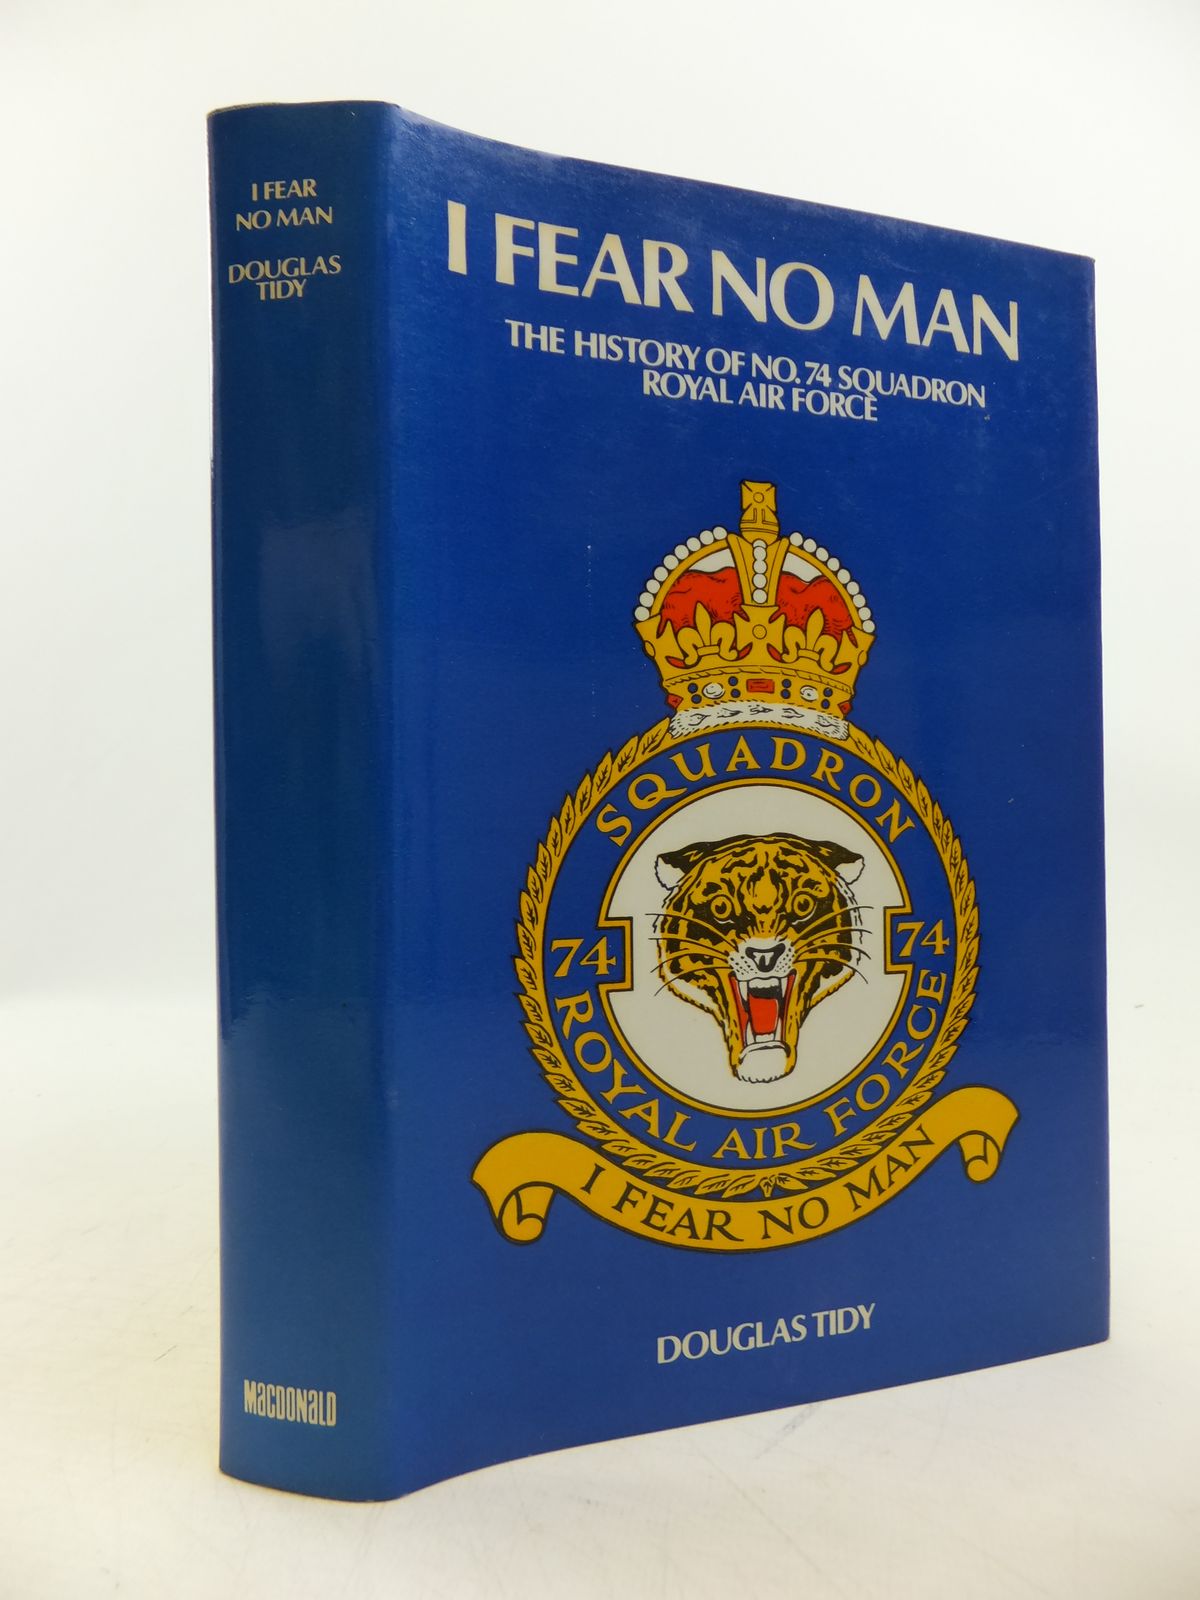 I FEAR
NO MAN
DOUGLAS
TIDY
MACDONALD
I FEAR NO MAN
THE HISTORY OF NO. 74 SQUADRON
ROYAL AIR FORCE
SQUADRON
74
74
ROYAL AIR FORCE
I FEAR NO MAN
DOUGLAS TIDY